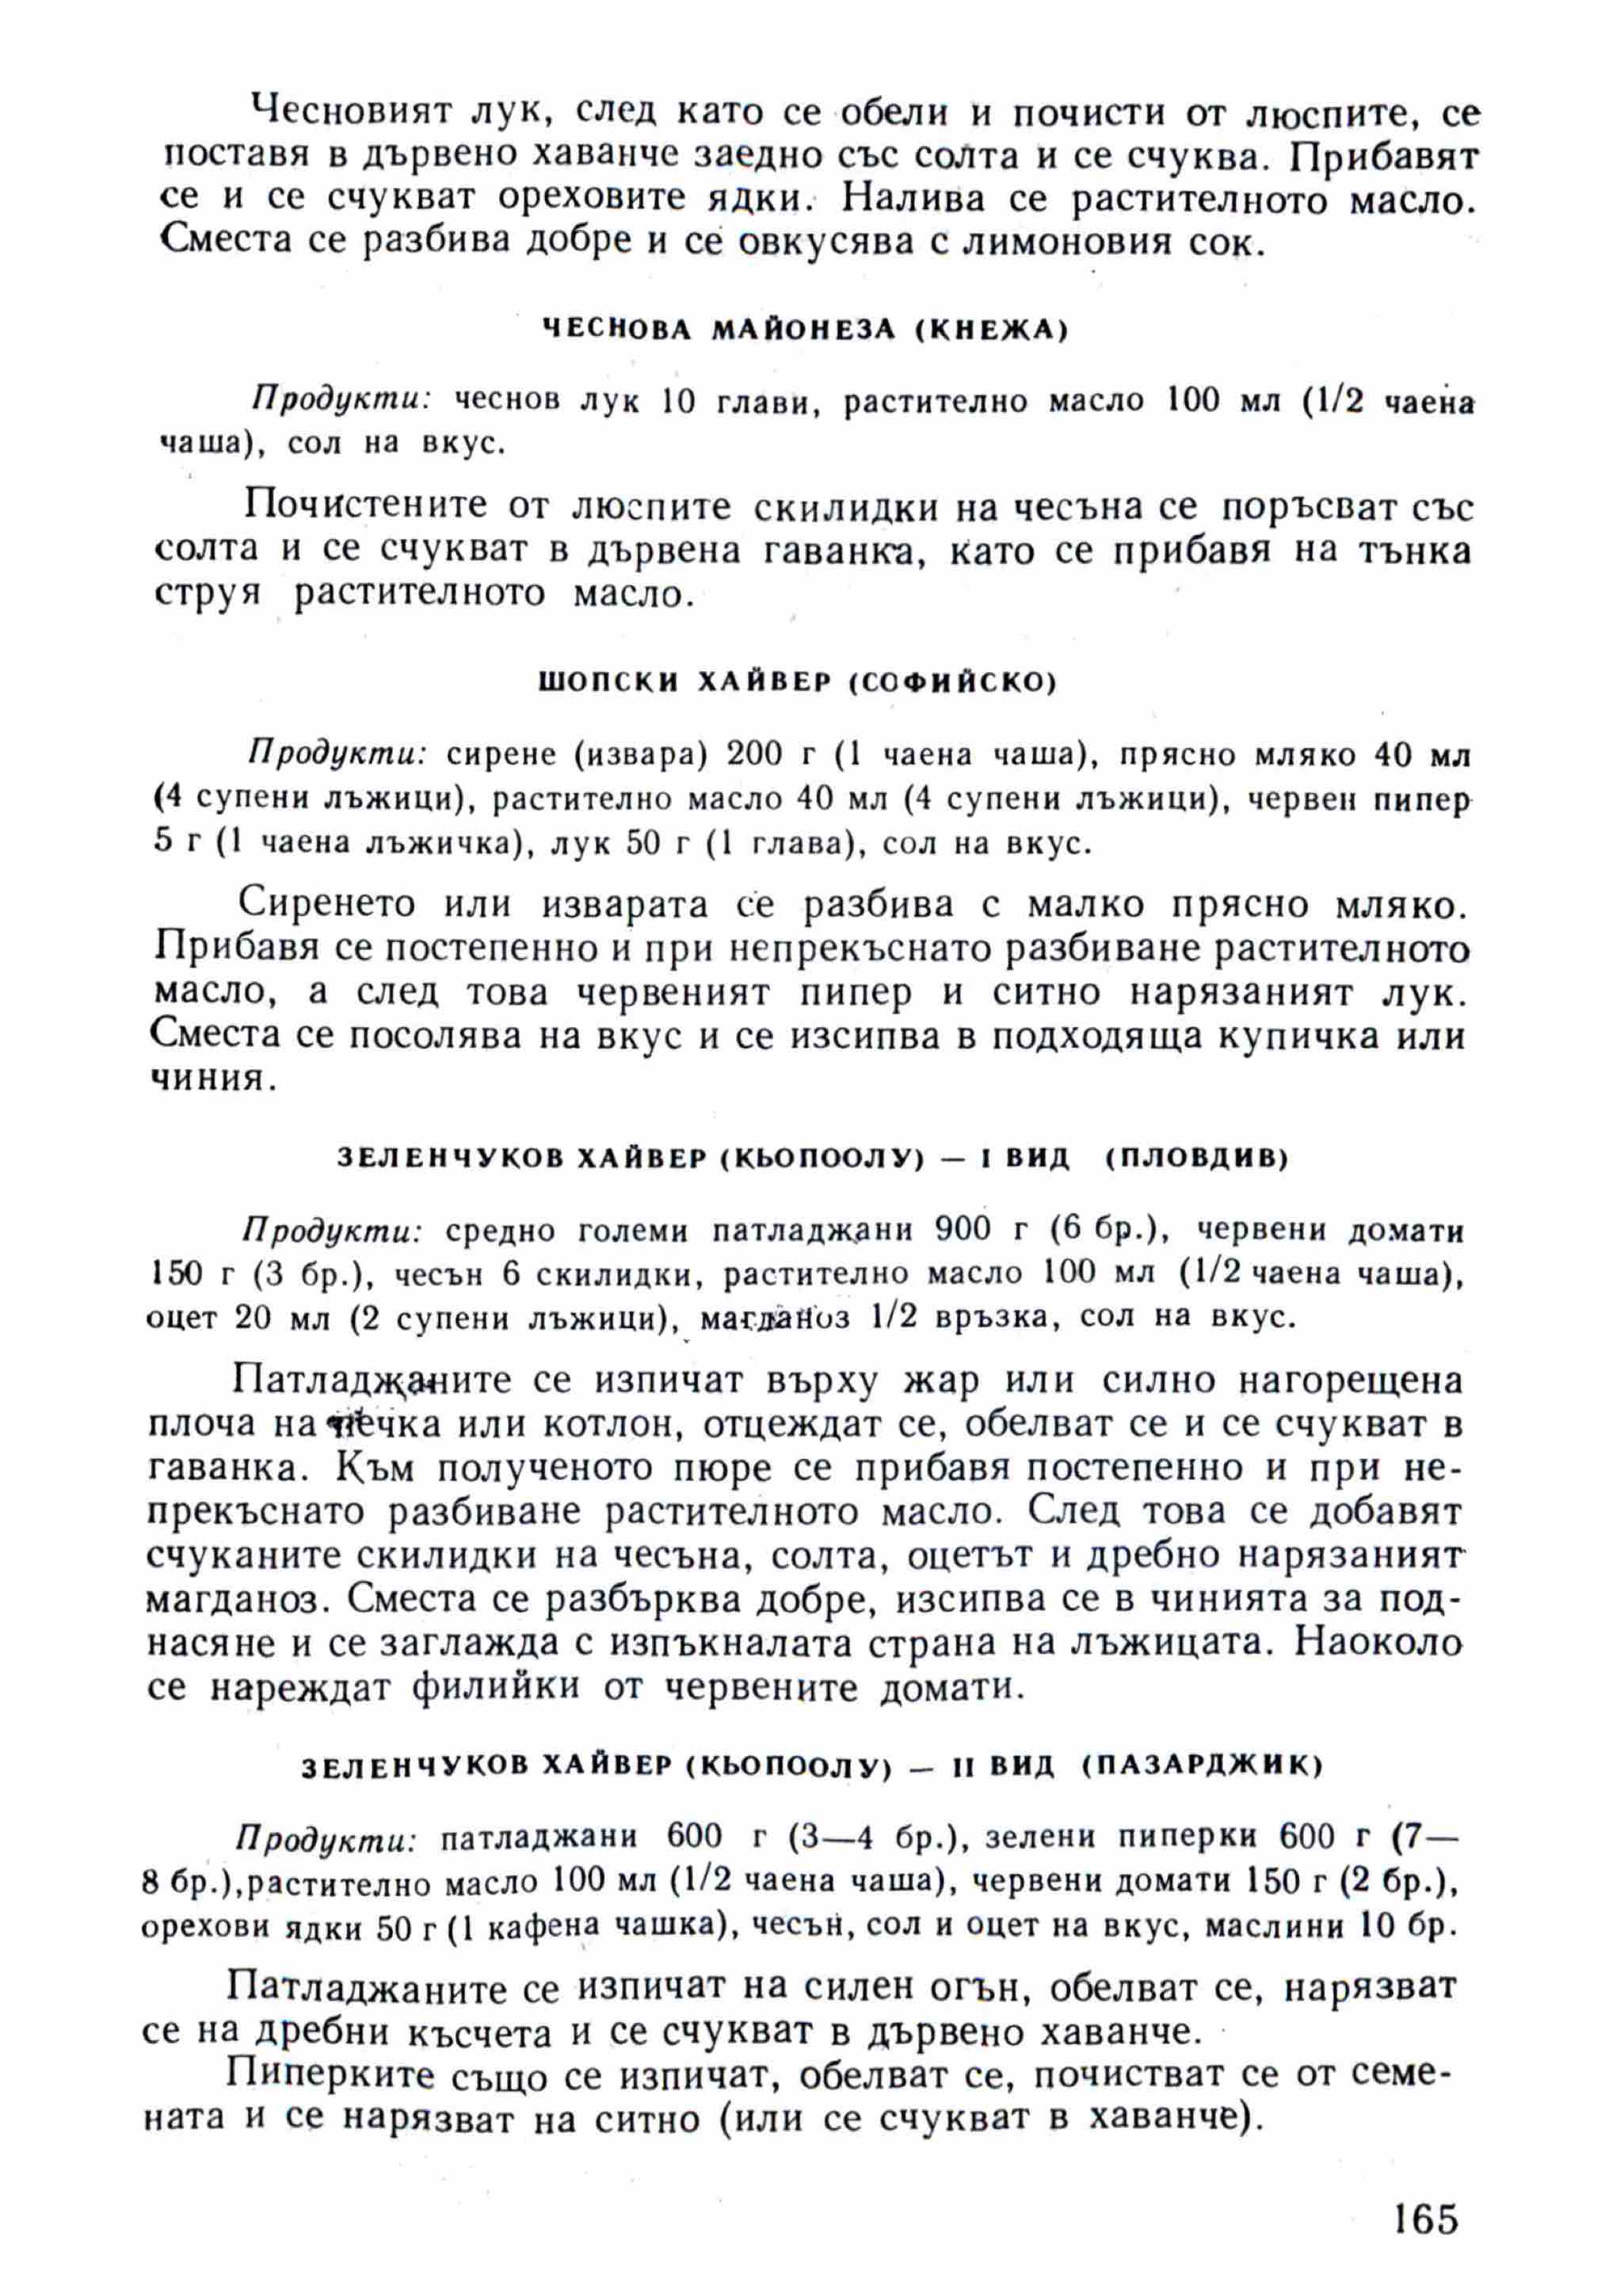 Чесновият лук, след като се обели и почисти от люспите, се
поставя в дървено хаванче заедно със солта и се счуква. Прибавят
се и се счукват ореховите ядки. Налива се растителното масло.
Сместа се разбива добре и се овкусява с лимоновия сок.
ЧЕСНОВА МАЙОНЕЗА (КНЕЖА)
Продукти: чеснов лук 10 глави, растително масло 100 мл (1/2 чаена
чаша), сол на вкус.
Почистените от люспите скилидки на чесъна се поръсват със
солта и се счукват в дървена гаванка, като се прибавя на тънка
струя растителното масло.
ШОПСКИ ХАЙВЕР (СОФИЙСКО)
Продукти: сирене (извара) 200 г (1 чаена чаша), прясно мляко 40 мл
(4 супени лъжици), растително масло 40 мл (4 супени лъжици), червен пипер
5 г (1 чаена лъжичка), лук 50 г (1 глава), сол на вкус.
Сиренето или изварата се разбива с малко прясно мляко.
Прибавя се постепенно и при непрекъснато разбиване растителното
масло, а след това червеният пипер и ситно нарязаният лук.
Сместа се посолява на вкус и се изсипва в подходяща купичка или
чиния.
ЗЕЛЕНЧУКОВ ХАЙВЕР (КЬОПООЛУ) — I ВИД (ПЛОВДИВ)
Продукти: средно големи патладжани 900 г (6 бр.), червени домати
150 г (3 бр.), чесън 6 скилидки, растително масло 100 мл (1/2 чаена чаша),
оцет 20 мл (2 супени лъжици), магданоз 1/2 връзка, сол на вкус.
Патладжаните се изпичат върху жар или силно нагорещена
плоча на печка или котлон, отцеждат се, обелват се и се счукват в
гаванка. Към полученото пюре се прибавя постепенно и при не-
прекъснато разбиване растителното масло. След това се добавят
счуканите скилидки на чесъна, солта, оцетът и дребно нарязаният
магданоз. Сместа се разбърква добре, изсипва се в чинията за под-
насяне и се заглажда с изпъкналата страна на лъжицата. Наоколо
се нареждат филийки от червените домати.
ЗЕЛЕНЧУКОВ ХАЙВЕР (КЬОПООЛУ) — II ВИД (ПАЗАРДЖИК)
Продукти: патладжани 600 г (3—4 бр.), зелени пиперки 600 г (7—
8 бр.),растително масло 100 мл (1/2 чаена чаша), червени домати 150 г (2 бр.),
орехови ядки 50 г (1 кафена чашка), чесън, сол и оцет на вкус, маслини 10 бр.
Патладжаните се изпичат на силен огън, обелват се, нарязват
се на дребни късчета и се счукват в дървено хаванче.
Пиперките също се изпичат, обелват се, почистват се от семе-
ната и се нарязват на ситно (или се счукват в хаванче).
165